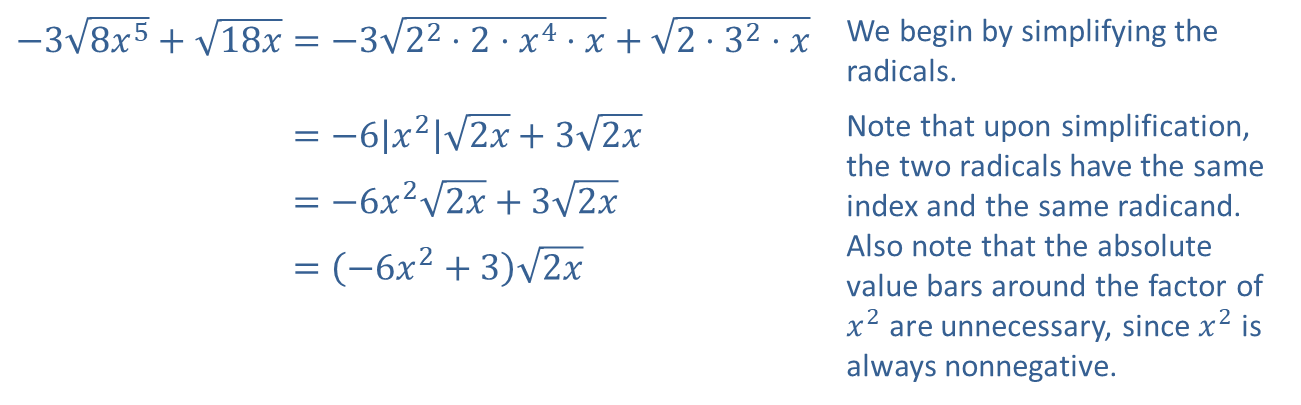 −3√(8x⁵) + √(18x) = −3√(2² · 2 · x⁴ · x) + √(2 · 3² · x)
We begin by simplifying the
radicals.
= −6|x²|√(2x) + 3√(2x)
= −6x²√(2x) + 3√(2x)
= (−6x² + 3)√(2x)
Note that upon simplification,
the two radicals have the same
index and the same radicand.
Also note that the absolute
value bars around the factor of
x² are unnecessary, since x² is
always nonnegative.